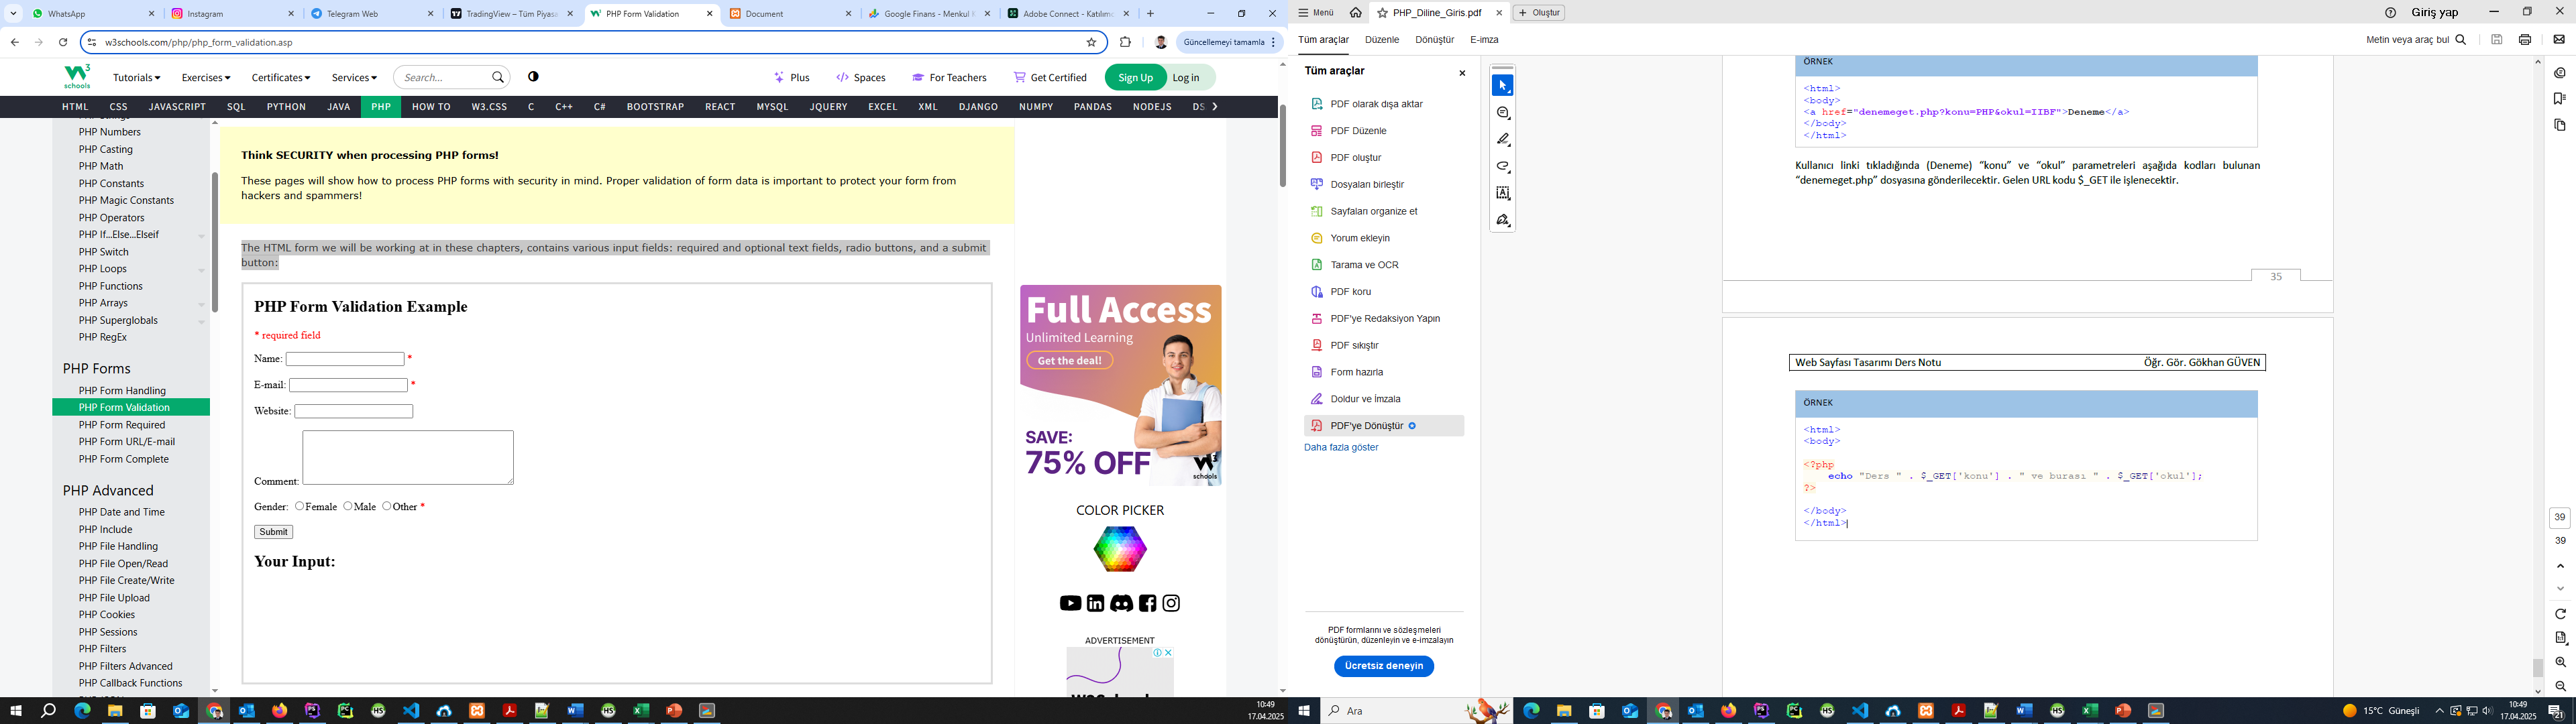 WhatsApp
Instagram
Telegram Web
TradingView – Tüm Piyasa
PHP Form Validation
Document
Google Finans - Menkul K
Adobe Connect - Katılımc
w3schools.com/php/php_form_validation.asp
Güncellemeyi tamamla
W3 schools
Tutorials
Exercises
Certificates
Services
Search...
Plus
Spaces
For Teachers
Get Certified
Sign Up
Log in
HTML CSS JAVASCRIPT SQL PYTHON JAVA PHP HOW TO W3.CSS C C++ C# BOOTSTRAP REACT MYSQL JQUERY EXCEL XML DJANGO NUMPY PANDAS NODEJS DS
PHP Numbers
PHP Casting
PHP Math
PHP Constants
PHP Magic Constants
PHP Operators
PHP If...Else...Elseif
PHP Switch
PHP Loops
PHP Functions
PHP Arrays
PHP Superglobals
PHP RegEx
PHP Forms
PHP Form Handling
PHP Form Validation
PHP Form Required
PHP Form URL/E-mail
PHP Form Complete
PHP Advanced
PHP Date and Time
PHP Include
PHP File Handling
PHP File Open/Read
PHP File Create/Write
PHP File Upload
PHP Cookies
PHP Sessions
PHP Filters
PHP Filters Advanced
PHP Callback Functions
Think SECURITY when processing PHP forms!
These pages will show how to process PHP forms with security in mind. Proper validation of form data is important to protect your form from
hackers and spammers!
The HTML form we will be working at in these chapters, contains various input fields: required and optional text fields, radio buttons, and a submit
button:
PHP Form Validation Example
* required field
Name: *
E-mail: *
Website:
Comment:
Gender: Female Male Other *
Submit
Your Input:
Full Access
Unlimited Learning
Get the deal!
SAVE:
75% OFF
W3 schools
COLOR PICKER
ADVERTISEMENT
10:49
17.04.2025
Menü
PHP_Diline_Giris.pdf
Oluştur
Giriş yap
Tüm araçlar
Düzenle
Dönüştür
E-imza
Metin veya araç bul
Tüm araçlar
PDF olarak dışa aktar
PDF Düzenle
PDF oluştur
Dosyaları birleştir
Sayfaları organize et
Yorum ekleyin
Tarama ve OCR
PDF koru
PDF'ye Redaksiyon Yapın
PDF sıkıştır
Form hazırla
Doldur ve İmzala
PDF'ye Dönüştür
Daha fazla göster
PDF formlarını ve sözleşmeleri
dönüştürün, düzenleyin ve e-imzalayın
Ücretsiz deneyin
ÖRNEK
<html>
<body>
<a href="denemeget.php?konu=PHP&okul=IIBF">Deneme</a>
</body>
</html>
Kullanıcı linki tıkladığında (Deneme) “konu” ve “okul” parametreleri aşağıda kodları bulunan
“denemeget.php” dosyasına gönderilecektir. Gelen URL kodu $_GET ile işlenecektir.
35
Web Sayfası Tasarımı Ders Notu
Öğr. Gör. Gökhan GÜVEN
ÖRNEK
<html>
<body>
<?php
echo "Ders " . $_GET['konu'] . " ve burası " . $_GET['okul'];
?>
</body>
</html>
39
39
Ara
15°C Güneşli
10:49
17.04.2025
21